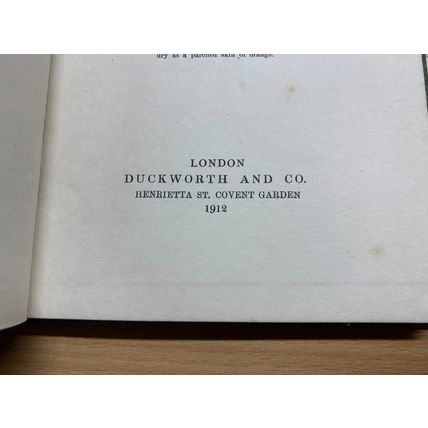 dry as a parched skin of orange.
LONDON
DUCKWORTH AND CO.
HENRIETTA ST. COVENT GARDEN
1912